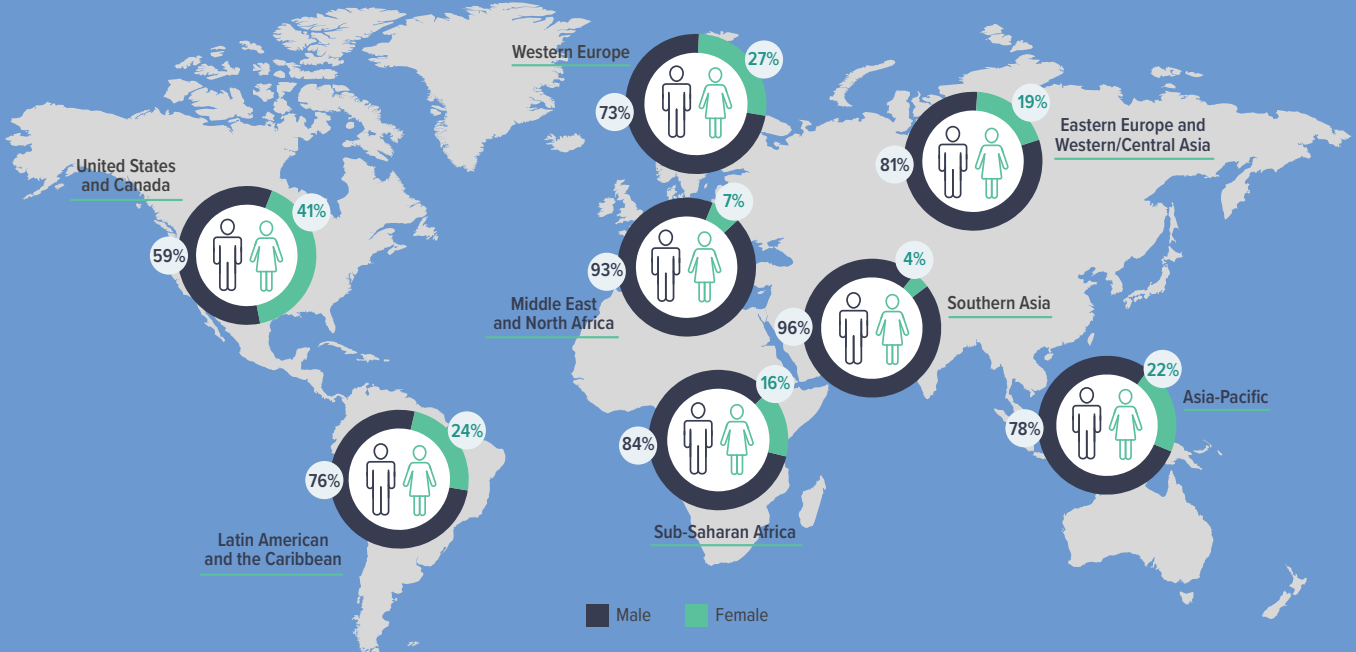 Western Europe
27%
73%
19%
Eastern Europe and
Western/Central Asia
81%
United States
and Canada
41%
59%
7%
93%
Middle East
and North Africa
4%
Southern Asia
96%
16%
84%
Sub-Saharan Africa
22%
Asia-Pacific
78%
24%
76%
Latin American
and the Caribbean
Male
Female